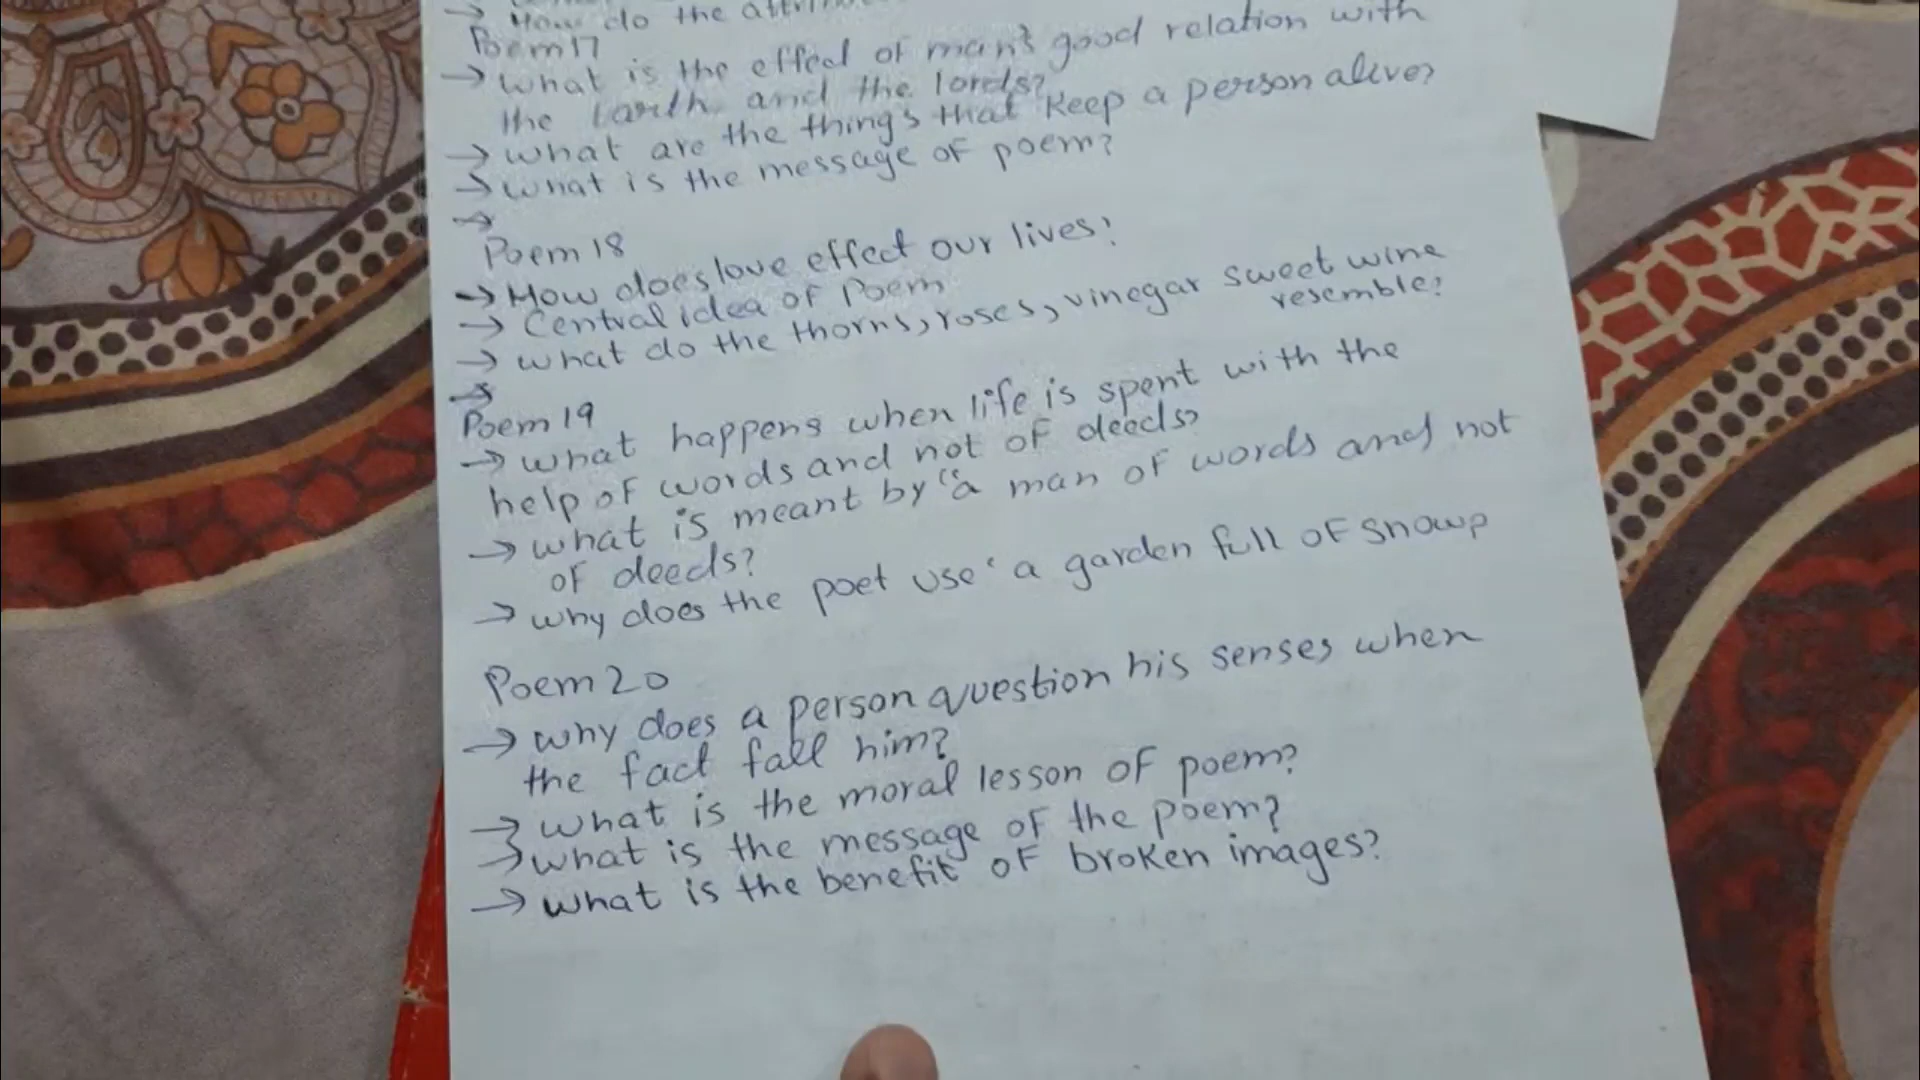 → How do the
Poem 17
→ what is the effect of man's good relation with
the Earth and the lords?
→ what are the things that keep a person alive?
→ what is the message of poem?
→
Poem 18
→ How does love effect our lives?
→ Central idea of Poem
→ what do the thorns, roses, vinegar sweet wine
resemble?
→
Poem 19
→ what happens when life is spent with the
help of words and not of deeds?
→ what is meant by "a man of words and not
of deeds?
→ why does the poet use 'a garden full of snowp
Poem 20
→ why does a person question his senses when
the fact fall him?
→ what is the moral lesson of poem?
→ what is the message of the poem?
→ what is the benefit of broken images?